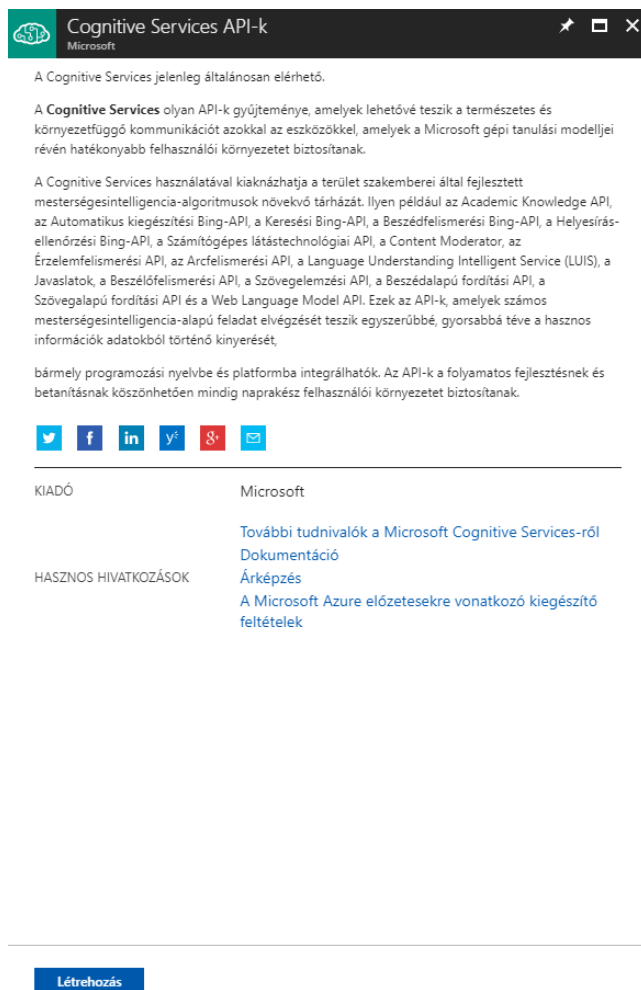 Cognitive Services API-k
Microsoft
A Cognitive Services jelenleg általánosan elérhető.
A Cognitive Services olyan API-k gyűjteménye, amelyek lehetővé teszik a természetes és
környezetfüggő kommunikációt azokkal az eszközökkel, amelyek a Microsoft gépi tanulási modelljei
révén hatékonyabb felhasználói környezetet biztosítanak.
A Cognitive Services használatával kiaknázhatja a terület szakemberei által fejlesztett
mesterségesintelligencia-algoritmusok növekvő tárházát. Ilyen például az Academic Knowledge API,
az Automatikus kiegészítési Bing-API, a Keresési Bing-API, a Beszédfelismerési Bing-API, a Helyesírás-
ellenőrzési Bing-API, a Számítógépes látástechnológiai API, a Content Moderator, az
Érzelemfelismerési API, az Arcfelismerési API, a Language Understanding Intelligent Service (LUIS), a
Javaslatok, a Beszélőfelismerési API, a Szövegelemzési API, a Beszédalapú fordítási API, a
Szövegalapú fordítási API és a Web Language Model API. Ezek az API-k, amelyek számos
mesterségesintelligencia-alapú feladat elvégzését teszik egyszerűbbé, gyorsabbá téve a hasznos
információk adatokból történő kinyerését,
bármely programozási nyelvbe és platformba integrálhatók. Az API-k a folyamatos fejlesztésnek és
betanításnak köszönhetően mindig naprakész felhasználói környezetet biztosítanak.
KIADÓ
Microsoft
HASZNOS HIVATKOZÁSOK
További tudnivalók a Microsoft Cognitive Services-ről
Dokumentáció
Árképzés
A Microsoft Azure előzetesekre vonatkozó kiegészítő
feltételek
Létrehozás